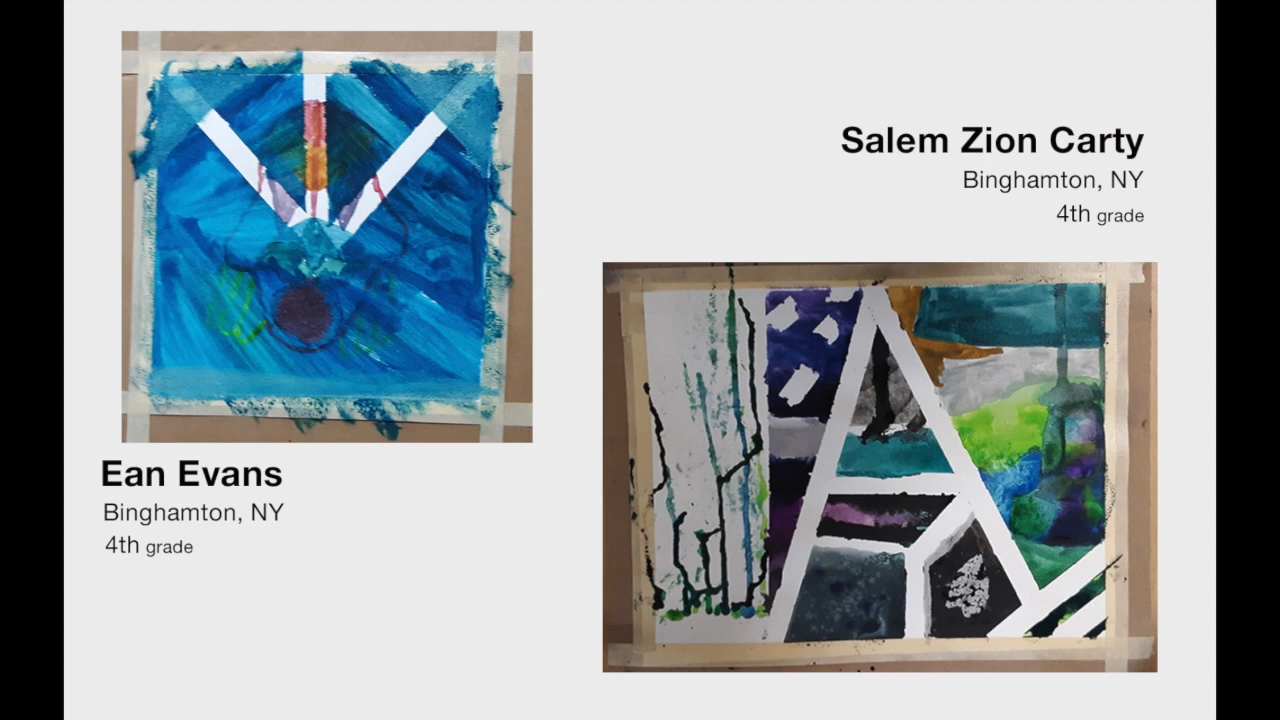 Salem Zion Carty
Binghamton, NY
4th grade
Ean Evans
Binghamton, NY
4th grade